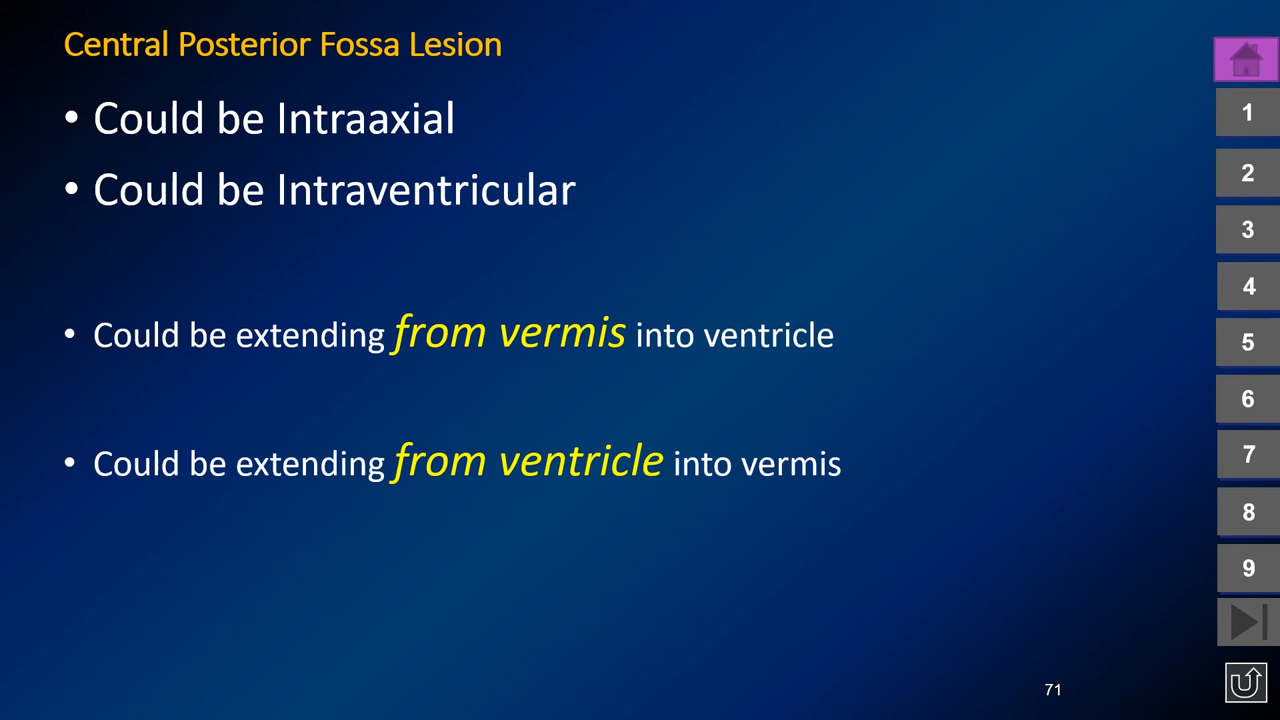 Central Posterior Fossa Lesion
• Could be Intraaxial
• Could be Intraventricular
• Could be extending from vermis into ventricle
• Could be extending from ventricle into vermis
1
2
3
4
5
6
7
8
9
71